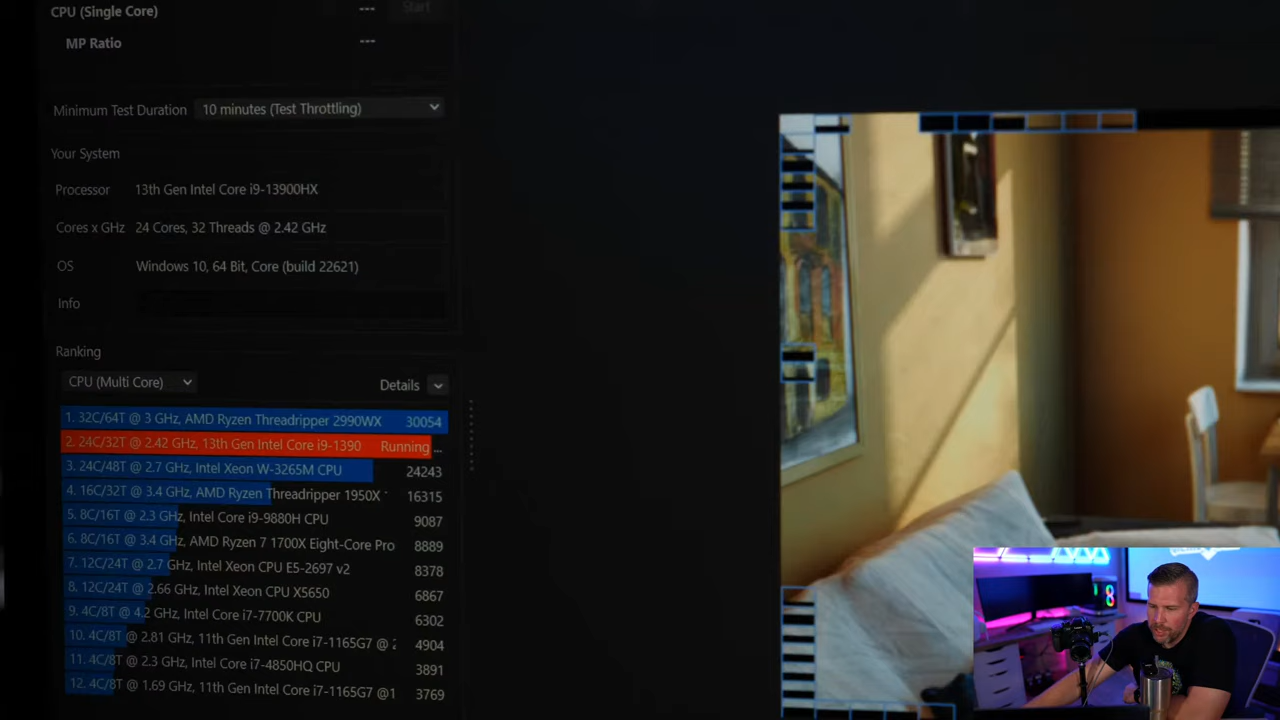 CPU (Single Core) --- Start
MP Ratio ---
Minimum Test Duration 10 minutes (Test Throttling)
Your System
Processor 13th Gen Intel Core i9-13900HX
Cores x GHz 24 Cores, 32 Threads @ 2.42 GHz
OS Windows 10, 64 Bit, Core (build 22621)
Info
Ranking
CPU (Multi Core) Details
1. 32C/64T @ 3 GHz, AMD Ryzen Threadripper 2990WX 30054
2. 24C/32T @ 2.42 GHz, 13th Gen Intel Core i9-1390 Running ...
3. 24C/48T @ 2.7 GHz, Intel Xeon W-3265M CPU 24243
4. 16C/32T @ 3.4 GHz, AMD Ryzen Threadripper 1950X 16315
5. 8C/16T @ 2.3 GHz, Intel Core i9-9880H CPU 9087
6. 8C/16T @ 3.4 GHz, AMD Ryzen 7 1700X Eight-Core Pro 8889
7. 12C/24T @ 2.7 GHz, Intel Xeon CPU E5-2697 v2 8378
8. 12C/24T @ 2.66 GHz, Intel Xeon CPU X5650 6867
9. 4C/8T @ 4.2 GHz, Intel Core i7-7700K CPU 6302
10. 4C/8T @ 2.81 GHz, 11th Gen Intel Core i7-1165G7 @ 4904
11. 4C/8T @ 2.3 GHz, Intel Core i7-4850HQ CPU 3891
12. 4C/8T @ 1.69 GHz, 11th Gen Intel Core i7-1165G7 @1 3769